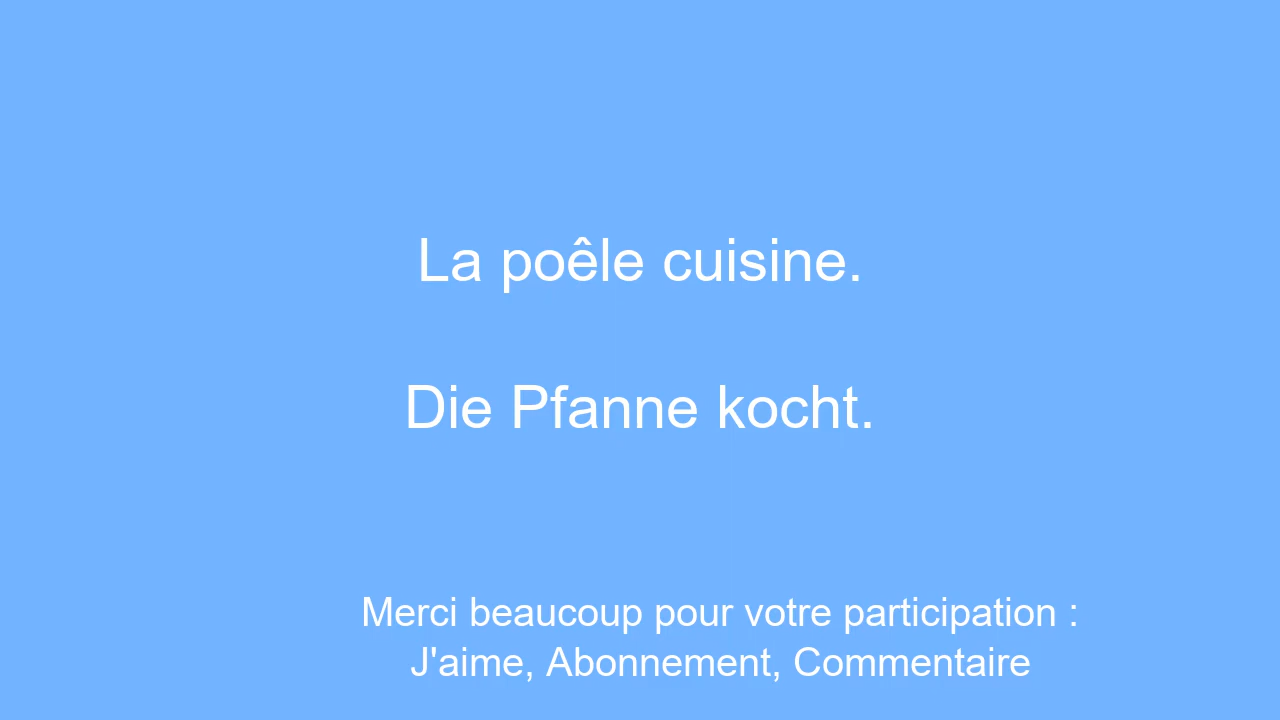 La poêle cuisine.
Die Pfanne kocht.
Merci beaucoup pour votre participation :
J'aime, Abonnement, Commentaire